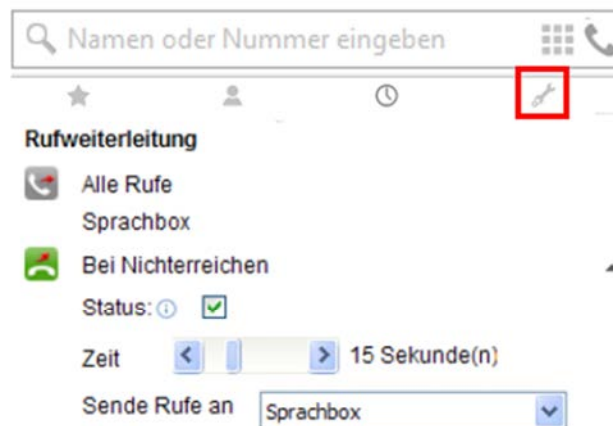 Namen oder Nummer eingeben
Rufweiterleitung
Alle Rufe
Sprachbox
Bei Nichterreichen
Status:
Zeit 15 Sekunde(n)
Sende Rufe an Sprachbox